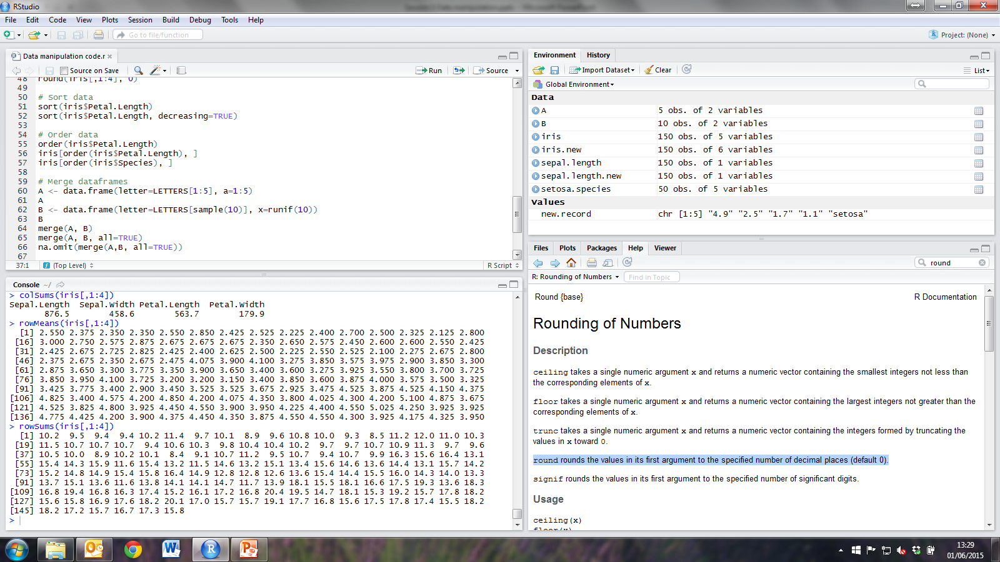 RStudio
File Edit Code View Plots Session Build Debug Tools Help
Go to file/function
Project: (None)
Data manipulation code.r
Source on Save
Run
Source
48 round(iris[,1:4], 0)
49
50 # Sort data
51 sort(iris$Petal.Length)
52 sort(iris$Petal.Length, decreasing=TRUE)
53
54 # Order data
55 order(iris$Petal.Length)
56 iris[order(iris$Petal.Length), ]
57 iris[order(iris$Species), ]
58
59 # Merge dataframes
60 A <- data.frame(letter=LETTERS[1:5], a=1:5)
61 A
62 B <- data.frame(letter=LETTERS[sample(10)], x=runif(10))
63 B
64 merge(A, B)
65 merge(A, B, all=TRUE)
66 na.omit(merge(A,B, all=TRUE))
67
37:1 (Top Level) R Script
Console ~/
> colSums(iris[,1:4])
Sepal.Length Sepal.Width Petal.Length Petal.Width
876.5 458.6 563.7 179.9
> rowMeans(iris[,1:4])
[1] 2.550 2.375 2.350 2.350 2.550 2.850 2.425 2.525 2.225 2.400 2.700 2.500 2.325 2.125 2.800
[16] 3.000 2.750 2.575 2.875 2.675 2.675 2.675 2.350 2.650 2.575 2.450 2.600 2.600 2.550 2.425
[31] 2.425 2.675 2.725 2.825 2.425 2.400 2.625 2.500 2.225 2.550 2.525 2.100 2.275 2.675 2.800
[46] 2.375 2.675 2.350 2.675 2.475 4.075 3.900 4.100 3.275 3.850 3.575 3.975 2.900 3.850 3.300
[61] 2.875 3.650 3.300 3.775 3.350 3.900 3.650 3.400 3.600 3.275 3.925 3.550 3.800 3.700 3.725
[76] 3.850 3.950 4.100 3.725 3.200 3.200 3.150 3.400 3.850 3.600 3.875 4.000 3.575 3.500 3.325
[91] 3.425 3.775 3.400 2.900 3.450 3.525 3.525 3.675 2.925 3.475 4.525 3.875 4.525 4.150 4.375
[106] 4.825 3.400 4.575 4.200 4.850 4.200 4.075 4.350 3.800 4.025 4.300 4.200 5.100 4.875 3.675
[121] 4.525 3.825 4.800 3.925 4.450 4.550 3.900 3.950 4.225 4.400 4.550 5.025 4.250 3.925 3.925
[136] 4.775 4.425 4.200 3.900 4.375 4.450 4.350 3.875 4.550 4.550 4.300 3.925 4.175 4.325 3.950
> rowSums(iris[,1:4])
[1] 10.2 9.5 9.4 9.4 10.2 11.4 9.7 10.1 8.9 9.6 10.8 10.0 9.3 8.5 11.2 12.0 11.0 10.3
[19] 11.5 10.7 10.7 10.7 9.4 10.6 10.3 9.8 10.4 10.4 10.2 9.7 9.7 10.7 10.9 11.3 9.7 9.6
[37] 10.5 10.0 8.9 10.2 10.1 8.4 9.1 10.7 11.2 9.5 10.7 9.4 10.7 9.9 16.3 15.6 16.4 13.1
[55] 15.4 14.3 15.9 11.6 15.4 13.2 11.5 14.6 13.2 15.1 13.4 15.6 14.6 13.6 14.4 13.1 15.7 14.2
[73] 15.2 14.8 14.9 15.4 15.8 16.4 14.9 12.8 12.8 12.6 13.6 15.4 14.4 15.5 16.0 14.3 14.0 13.3
[91] 13.7 15.1 13.6 11.6 13.8 14.1 14.1 14.7 11.7 13.9 18.1 15.5 18.1 16.6 17.5 19.3 13.6 18.3
[109] 16.8 19.4 16.8 16.3 17.4 15.2 16.1 17.2 16.8 20.4 19.5 14.7 18.1 15.3 19.2 15.7 17.8 18.2
[127] 15.6 15.8 16.9 17.6 18.2 20.1 17.0 15.7 15.7 19.1 17.7 16.8 15.6 17.5 17.8 17.4 15.5 18.2
[145] 18.2 17.2 15.7 16.7 17.3 15.8
>
Environment History
Import Dataset Clear List
Global Environment
Data
A 5 obs. of 2 variables
B 10 obs. of 2 variables
iris 150 obs. of 5 variables
iris.new 150 obs. of 6 variables
sepal.length 150 obs. of 1 variables
sepal.length.new 150 obs. of 1 variables
setosa.species 50 obs. of 5 variables
Values
new.record chr [1:5] "4.9" "2.5" "1.7" "1.1" "setosa"
Files Plots Packages Help Viewer
round
R: Rounding of Numbers Find in Topic
Round {base} R Documentation
Rounding of Numbers
Description
ceiling takes a single numeric argument x and returns a numeric vector containing the smallest integers not less than
the corresponding elements of x.
floor takes a single numeric argument x and returns a numeric vector containing the largest integers not greater than the
corresponding elements of x.
trunc takes a single numeric argument x and returns a numeric vector containing the integers formed by truncating the
values in x toward 0.
round rounds the values in its first argument to the specified number of decimal places (default 0).
signif rounds the values in its first argument to the specified number of significant digits.
Usage
ceiling(x)
floor(x)
13:29
01/06/2015